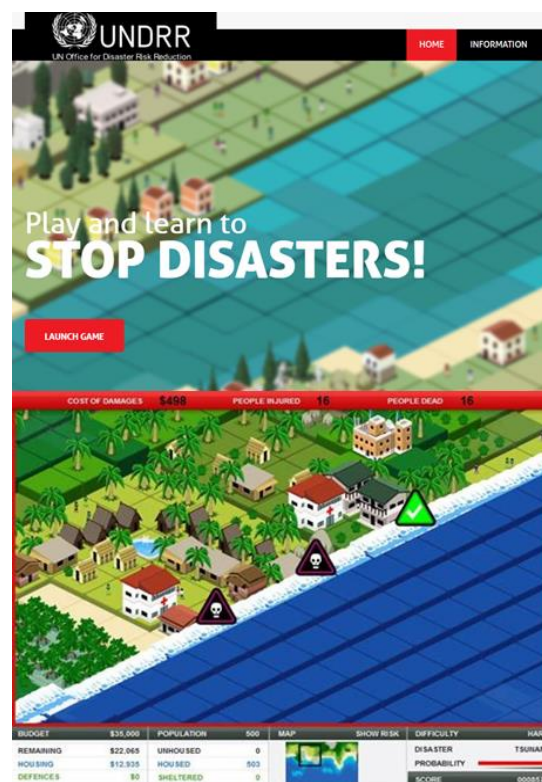 UNDRR
UN Office for Disaster Risk Reduction
HOME INFORMATION
Play and learn to
STOP DISASTERS!
LAUNCH GAME
COST OF DAMAGES $498 PEOPLE INJURED 16 PEOPLE DEAD 16
BUDGET $35,000 POPULATION 500 MAP SHOW RISK DIFFICULTY HAR
REMAINING $22,065 UNHOUSED 0 DISASTER TSUNAM
HOUSING $12,935 HOUSED 503 PROBABILITY
DEFENCES $0 SHELTERED 0 SCORE